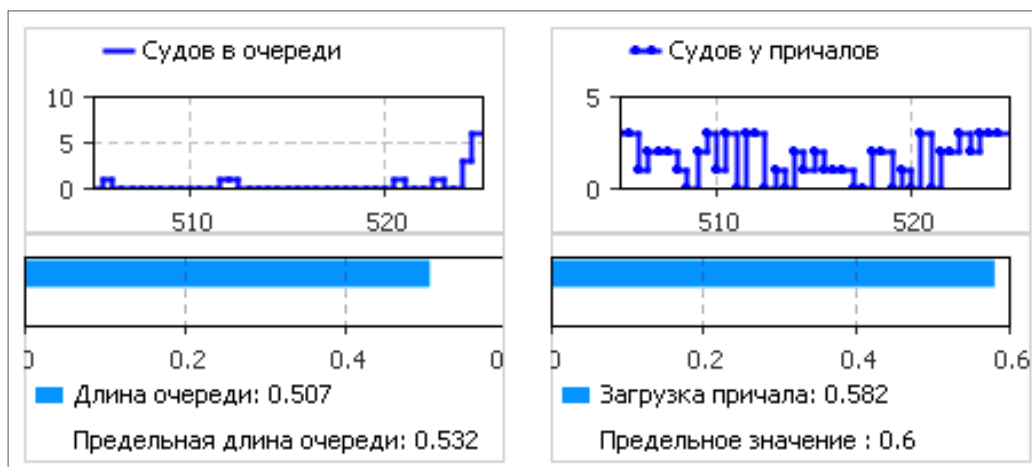 Судов в очереди
10
5
0
510 520
0 0.2 0.4 0
Длина очереди: 0.507
Предельная длина очереди: 0.532
Судов у причалов
5
0
510 520
0 0.2 0.4 0.6
Загрузка причала: 0.582
Предельное значение : 0.6